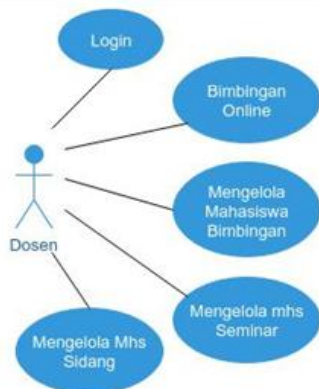 Login
Bimbingan
Online
Mengelola
Mahasiswa
Bimbingan
Dosen
Mengelola mhs
Seminar
Mengelola Mhs
Sidang